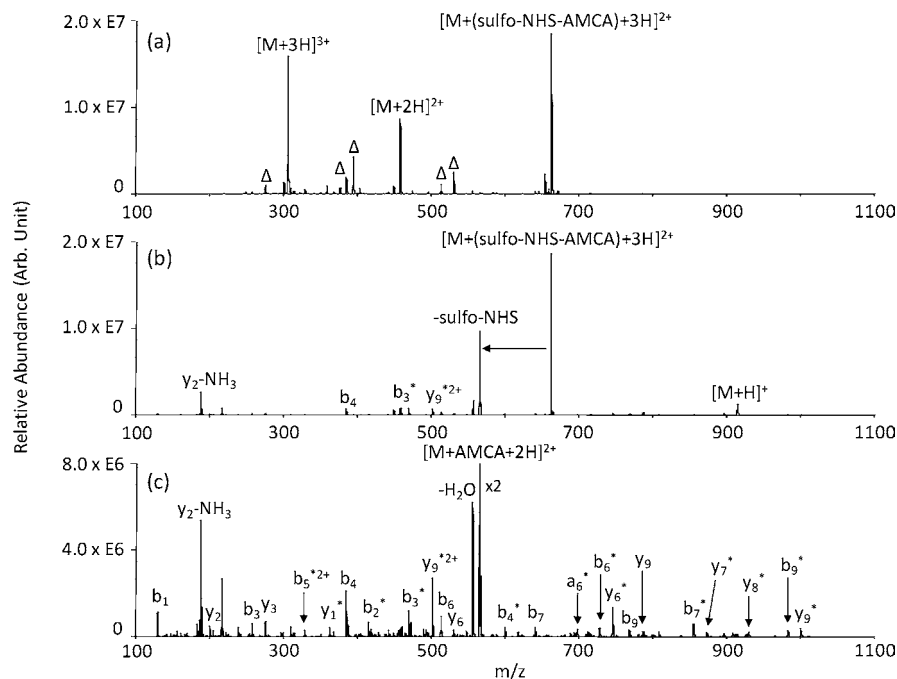 2.0 x E7
(a)
[M+3H]³⁺
[M+(sulfo-NHS-AMCA)+3H]²⁺
1.0 x E7
[M+2H]²⁺
Δ Δ Δ Δ Δ
0
100 300 500 700 900 1100
2.0 x E7
(b)
[M+(sulfo-NHS-AMCA)+3H]²⁺
1.0 x E7
-sulfo-NHS
y₂-NH₃
b₄ b₃* y₉*²⁺
[M+H]⁺
0
100 300 500 700 900 1100
8.0 x E6
(c)
[M+AMCA+2H]²⁺
-H₂O x2
y₂-NH₃
4.0 x E6
b₁ y₂ b₃ y₃ b₅*²⁺ y₁* b₄ b₂* b₃* y₉*²⁺ b₆ y₆ b₄* b₇ a₆* b₆* y₆* b₉ y₉ b₇* y₇* y₈* b₉* y₉*
0
100 300 500 700 900 1100
m/z
Relative Abundance (Arb. Unit)